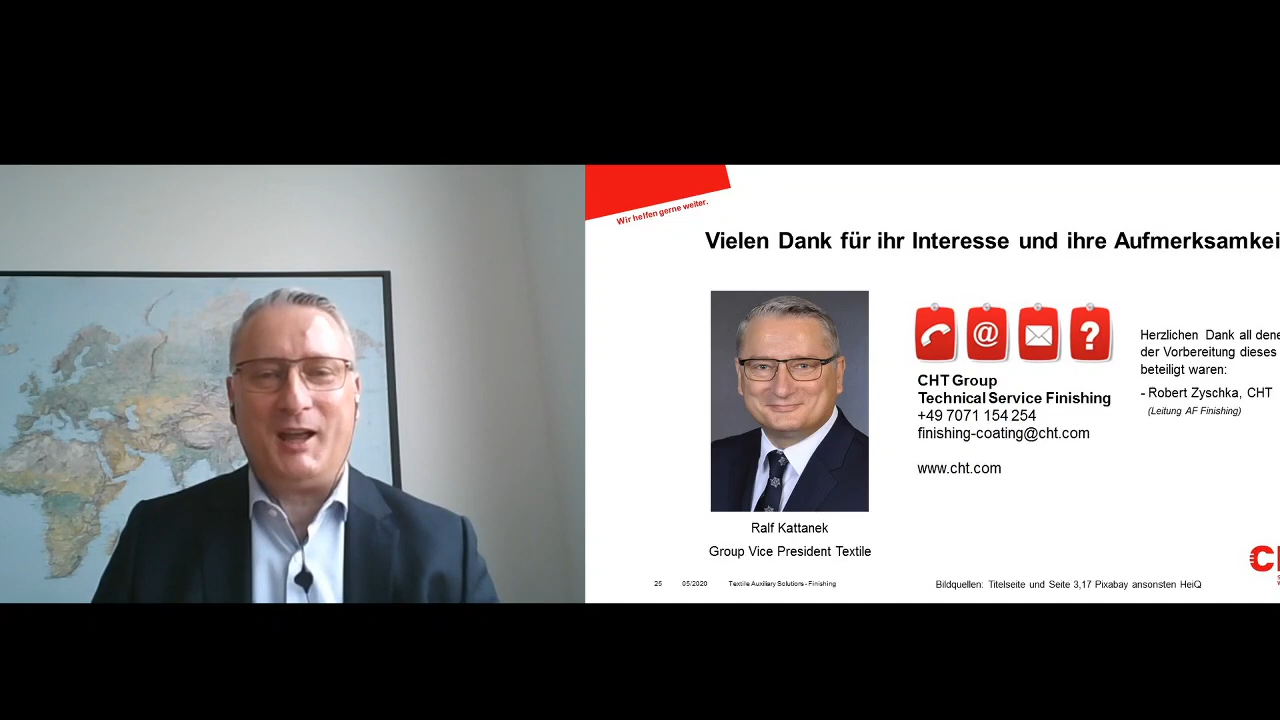 Wir helfen gerne weiter.
Vielen Dank für ihr Interesse und ihre Aufmerksamkei
Herzlichen Dank all dene
der Vorbereitung dieses
beteiligt waren:
- Robert Zyschka, CHT
(Leitung AF Finishing)
@
?
CHT Group
Technical Service Finishing
+49 7071 154 254
finishing-coating@cht.com
www.cht.com
Ralf Kattanek
Group Vice President Textile
25 05/2020 Textile Auxiliary Solutions - Finishing
Bildquellen: Titelseite und Seite 3,17 Pixabay ansonsten HeiQ